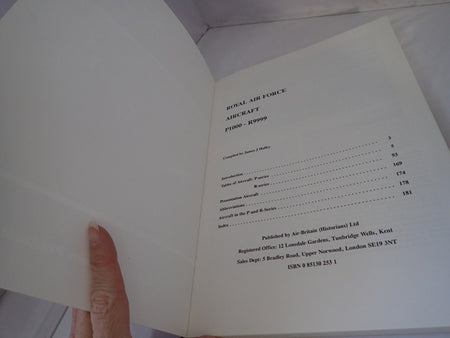 ROYAL AIR FORCE
AIRCRAFT
P1000 - R9999
Compiled by James J Halley
Introduction 3
Table of Aircraft: P-series 5
R-series 93
Presentation Aircraft 169
Abbreviations 174
Aircraft in the P and R-Series 178
Index 181
Published by Air-Britain (Historians) Ltd
Registered Office: 12 Lonsdale Gardens, Tunbridge Wells, Kent
Sales Dept: 5 Bradley Road, Upper Norwood, London SE19 3NT
ISBN 0 85130 253 1